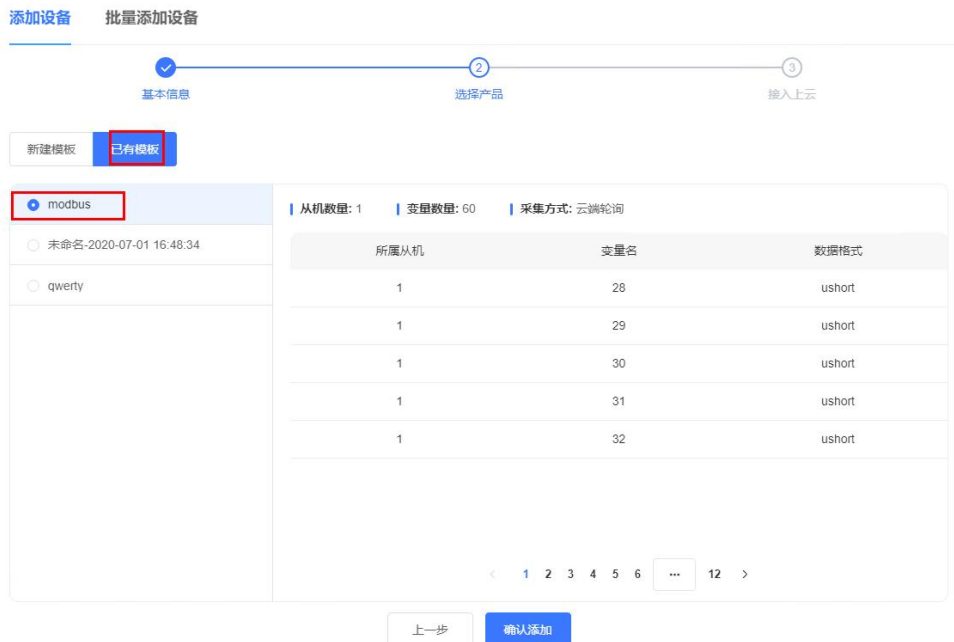 添加设备 批量添加设备
2 3
基本信息 选择产品 接入上云
新建模板 已有模板
modbus
未命名-2020-07-01 16:48:34
qwerty
从机数量: 1 变量数量: 60 采集方式: 云端轮询
所属从机 变量名 数据格式
1 28 ushort
1 29 ushort
1 30 ushort
1 31 ushort
1 32 ushort
< 1 2 3 4 5 6 ··· 12 >
上一步 确认添加